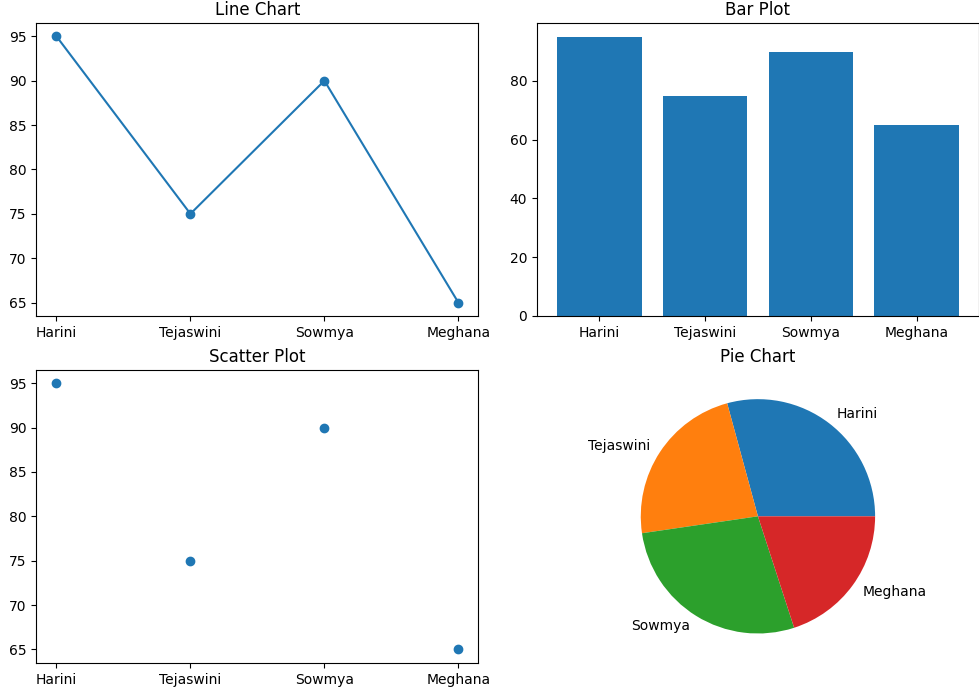 Line Chart
95
90
85
80
75
70
65
Harini Tejaswini Sowmya Meghana
Bar Plot
80
60
40
20
0
Harini Tejaswini Sowmya Meghana
Scatter Plot
95
90
85
80
75
70
65
Harini Tejaswini Sowmya Meghana
Pie Chart
Harini
Tejaswini
Meghana
Sowmya